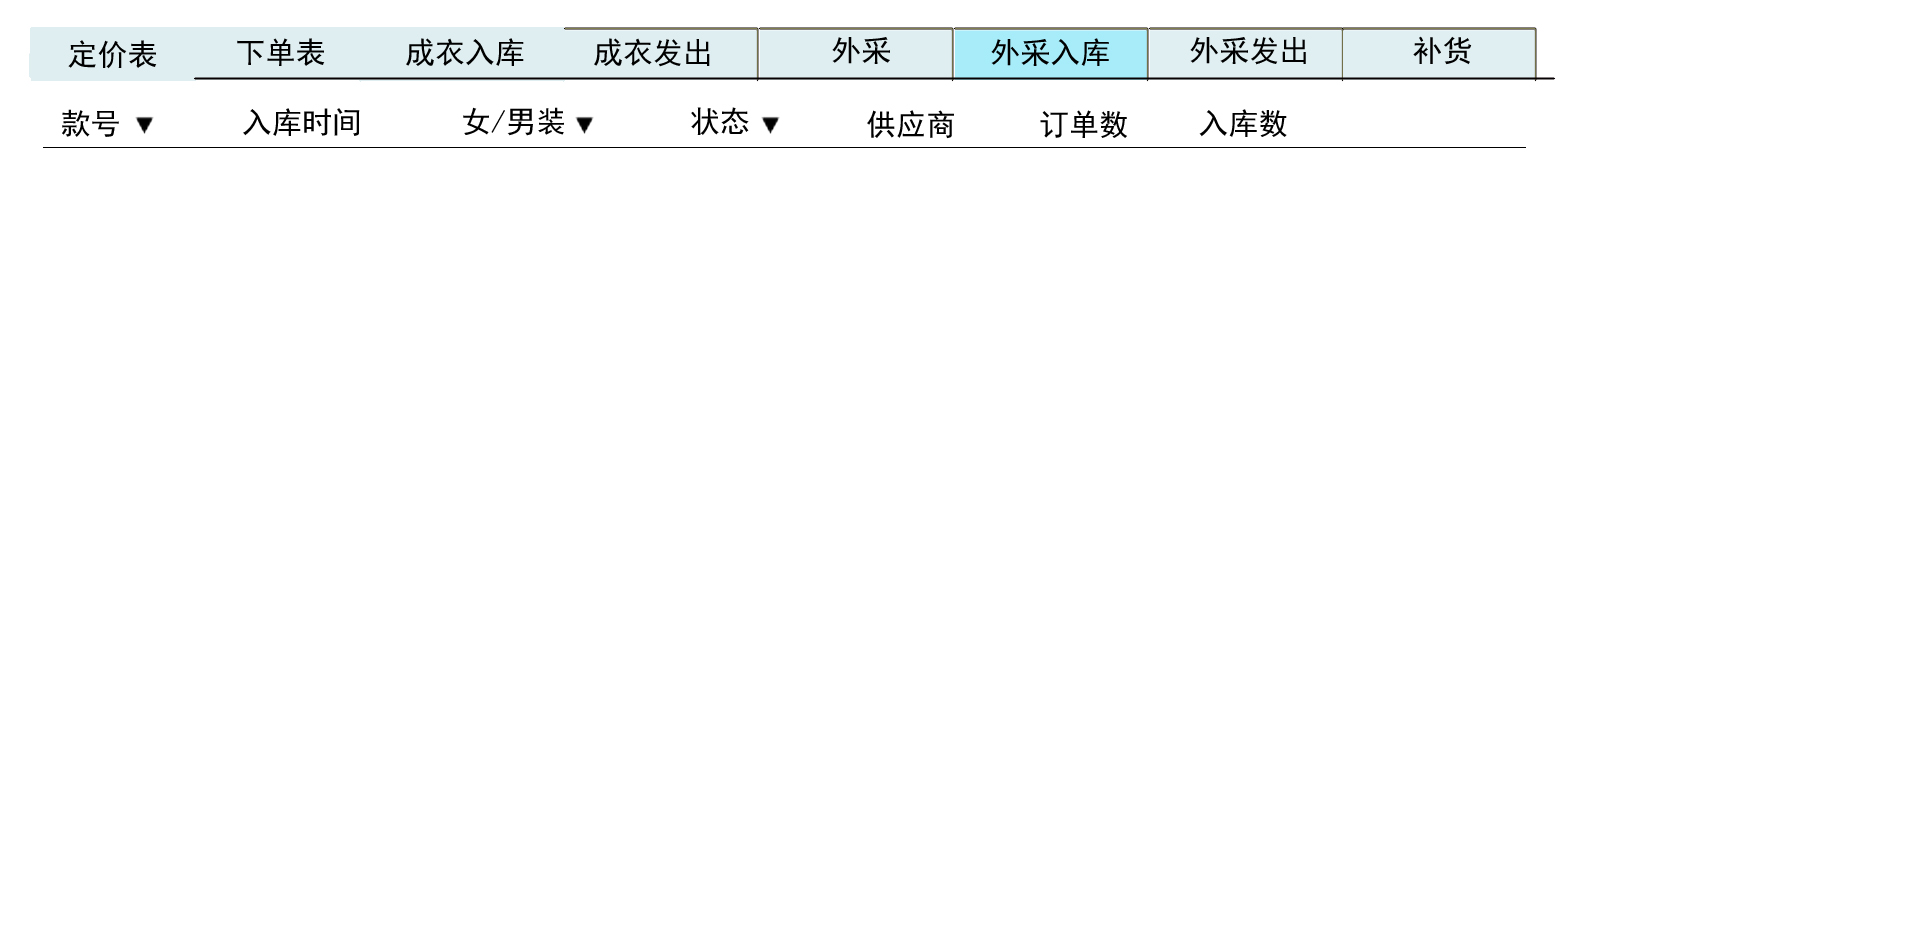 定价表 下单表 成衣入库 成衣发出 外采 外采入库 外采发出 补货
款号 ▼ 入库时间 女/男装 ▼ 状态 ▼ 供应商 订单数 入库数